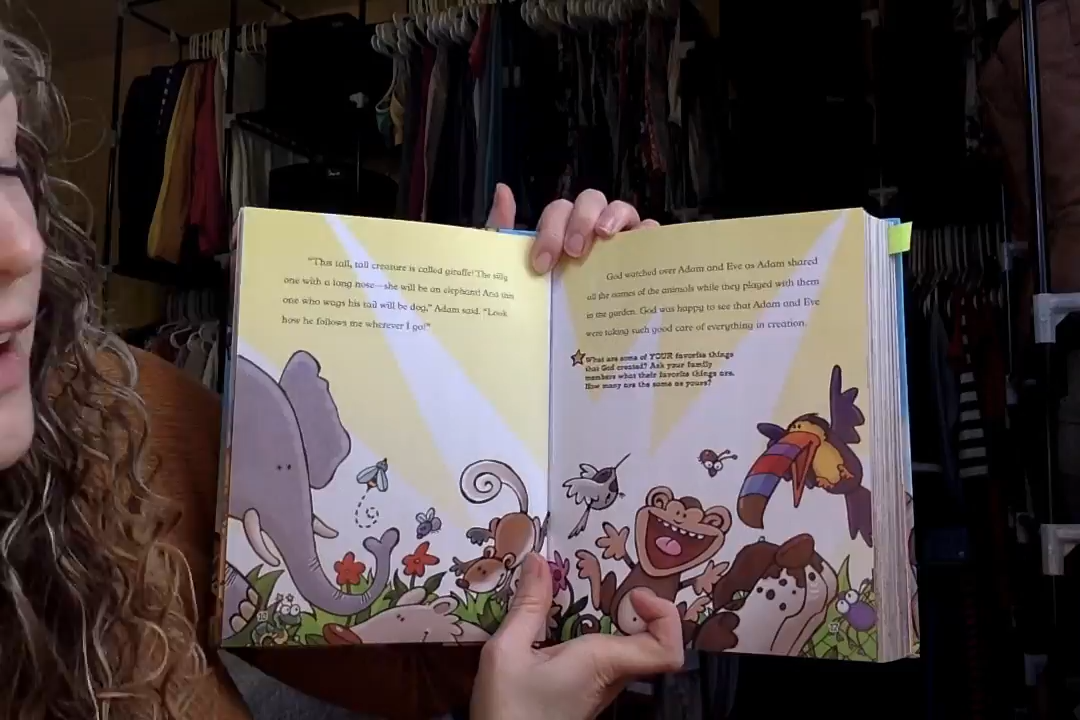 "This tall, tall creature is called giraffe! The silly
one with a long nose—she will be an elephant! And this
one who wags his tail will be dog," Adam said. "Look
how he follows me wherever I go!"
God watched over Adam and Eve as Adam shared
all the names of the animals while they played with them
in the garden. God was happy to see that Adam and Eve
were taking such good care of everything in creation.
What are some of YOUR favorite things
that God created? Ask your family
members what their favorite things are.
How many are the same as yours?